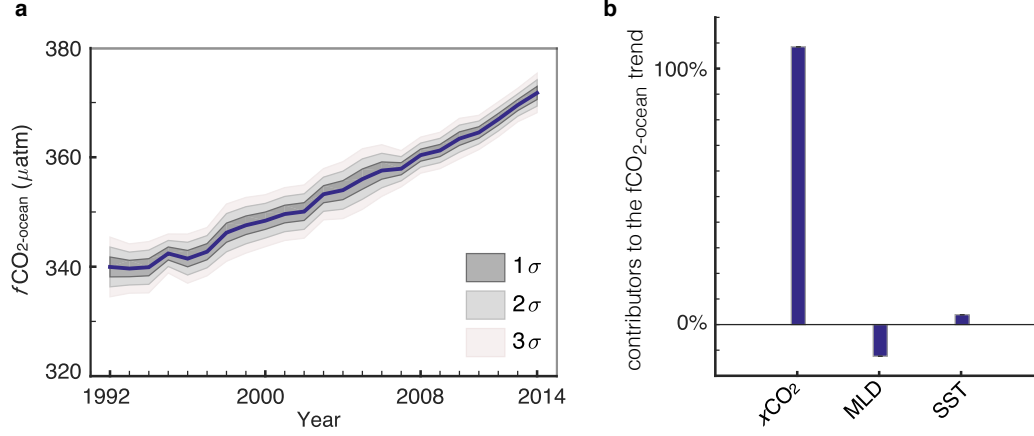 a
380
360
340
320
fCO2-ocean (μatm)
1992
2000
2008
2014
Year
1σ
2σ
3σ
b
contributors to the fCO2-ocean trend
100%
0%
xCO2
MLD
SST